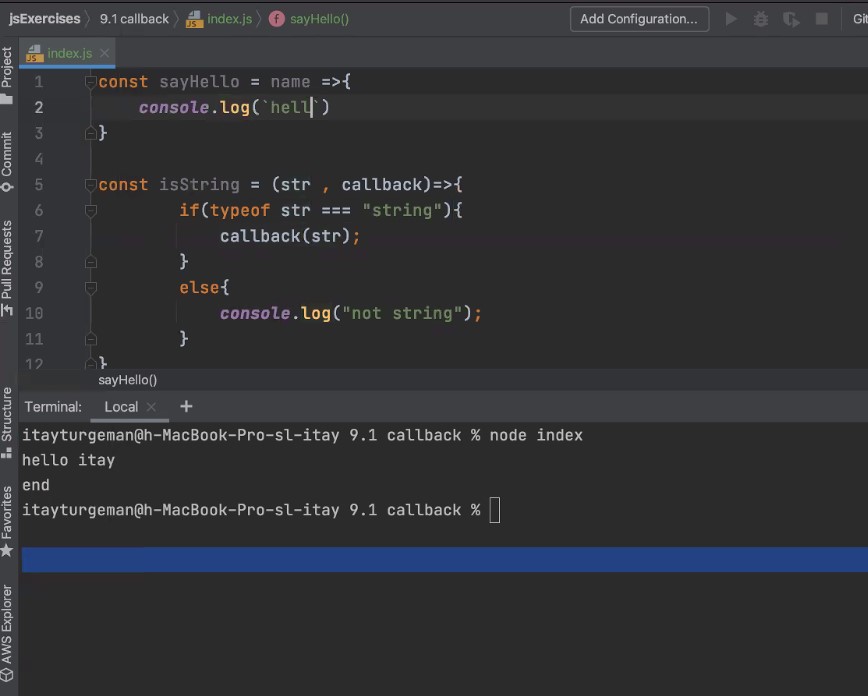 jsExercises 9.1 callback index.js sayHello() Add Configuration... Git
index.js
1 const sayHello = name =>{
2 console.log(`hell`)
3 }
4
5 const isString = (str , callback)=>{
6 if(typeof str === "string"){
7 callback(str);
8 }
9 else{
10 console.log("not string");
11 }
12 }
sayHello()
Terminal: Local +
itayturgeman@h-MacBook-Pro-sl-itay 9.1 callback % node index
hello itay
end
itayturgeman@h-MacBook-Pro-sl-itay 9.1 callback %
Project
Commit
Pull Requests
Structure
Favorites
AWS Explorer